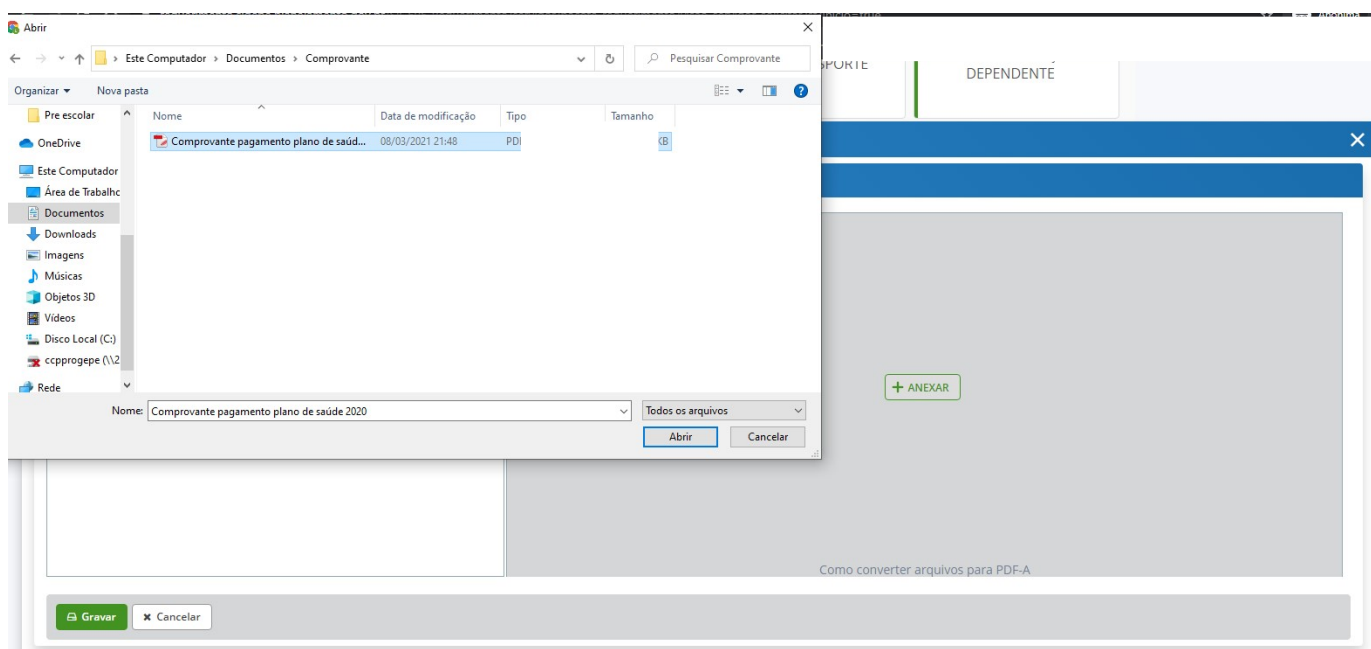 Abrir
Anônima
Este Computador > Documentos > Comprovante
Pesquisar Comprovante
Organizar
Nova pasta
DEPENDENTE
Nome
Data de modificação
Tipo
Tamanho
Pre escolar
OneDrive
Este Computador
Área de Trabalho
Documentos
Downloads
Imagens
Músicas
Objetos 3D
Vídeos
Disco Local (C:)
ccpprogepe (\\2
Rede
Comprovante pagamento plano de saúd...
08/03/2021 21:48
PD
KB
+ ANEXAR
Nome:
Comprovante pagamento plano de saúde 2020
Todos os arquivos
Abrir
Cancelar
Como converter arquivos para PDF-A
Gravar
Cancelar